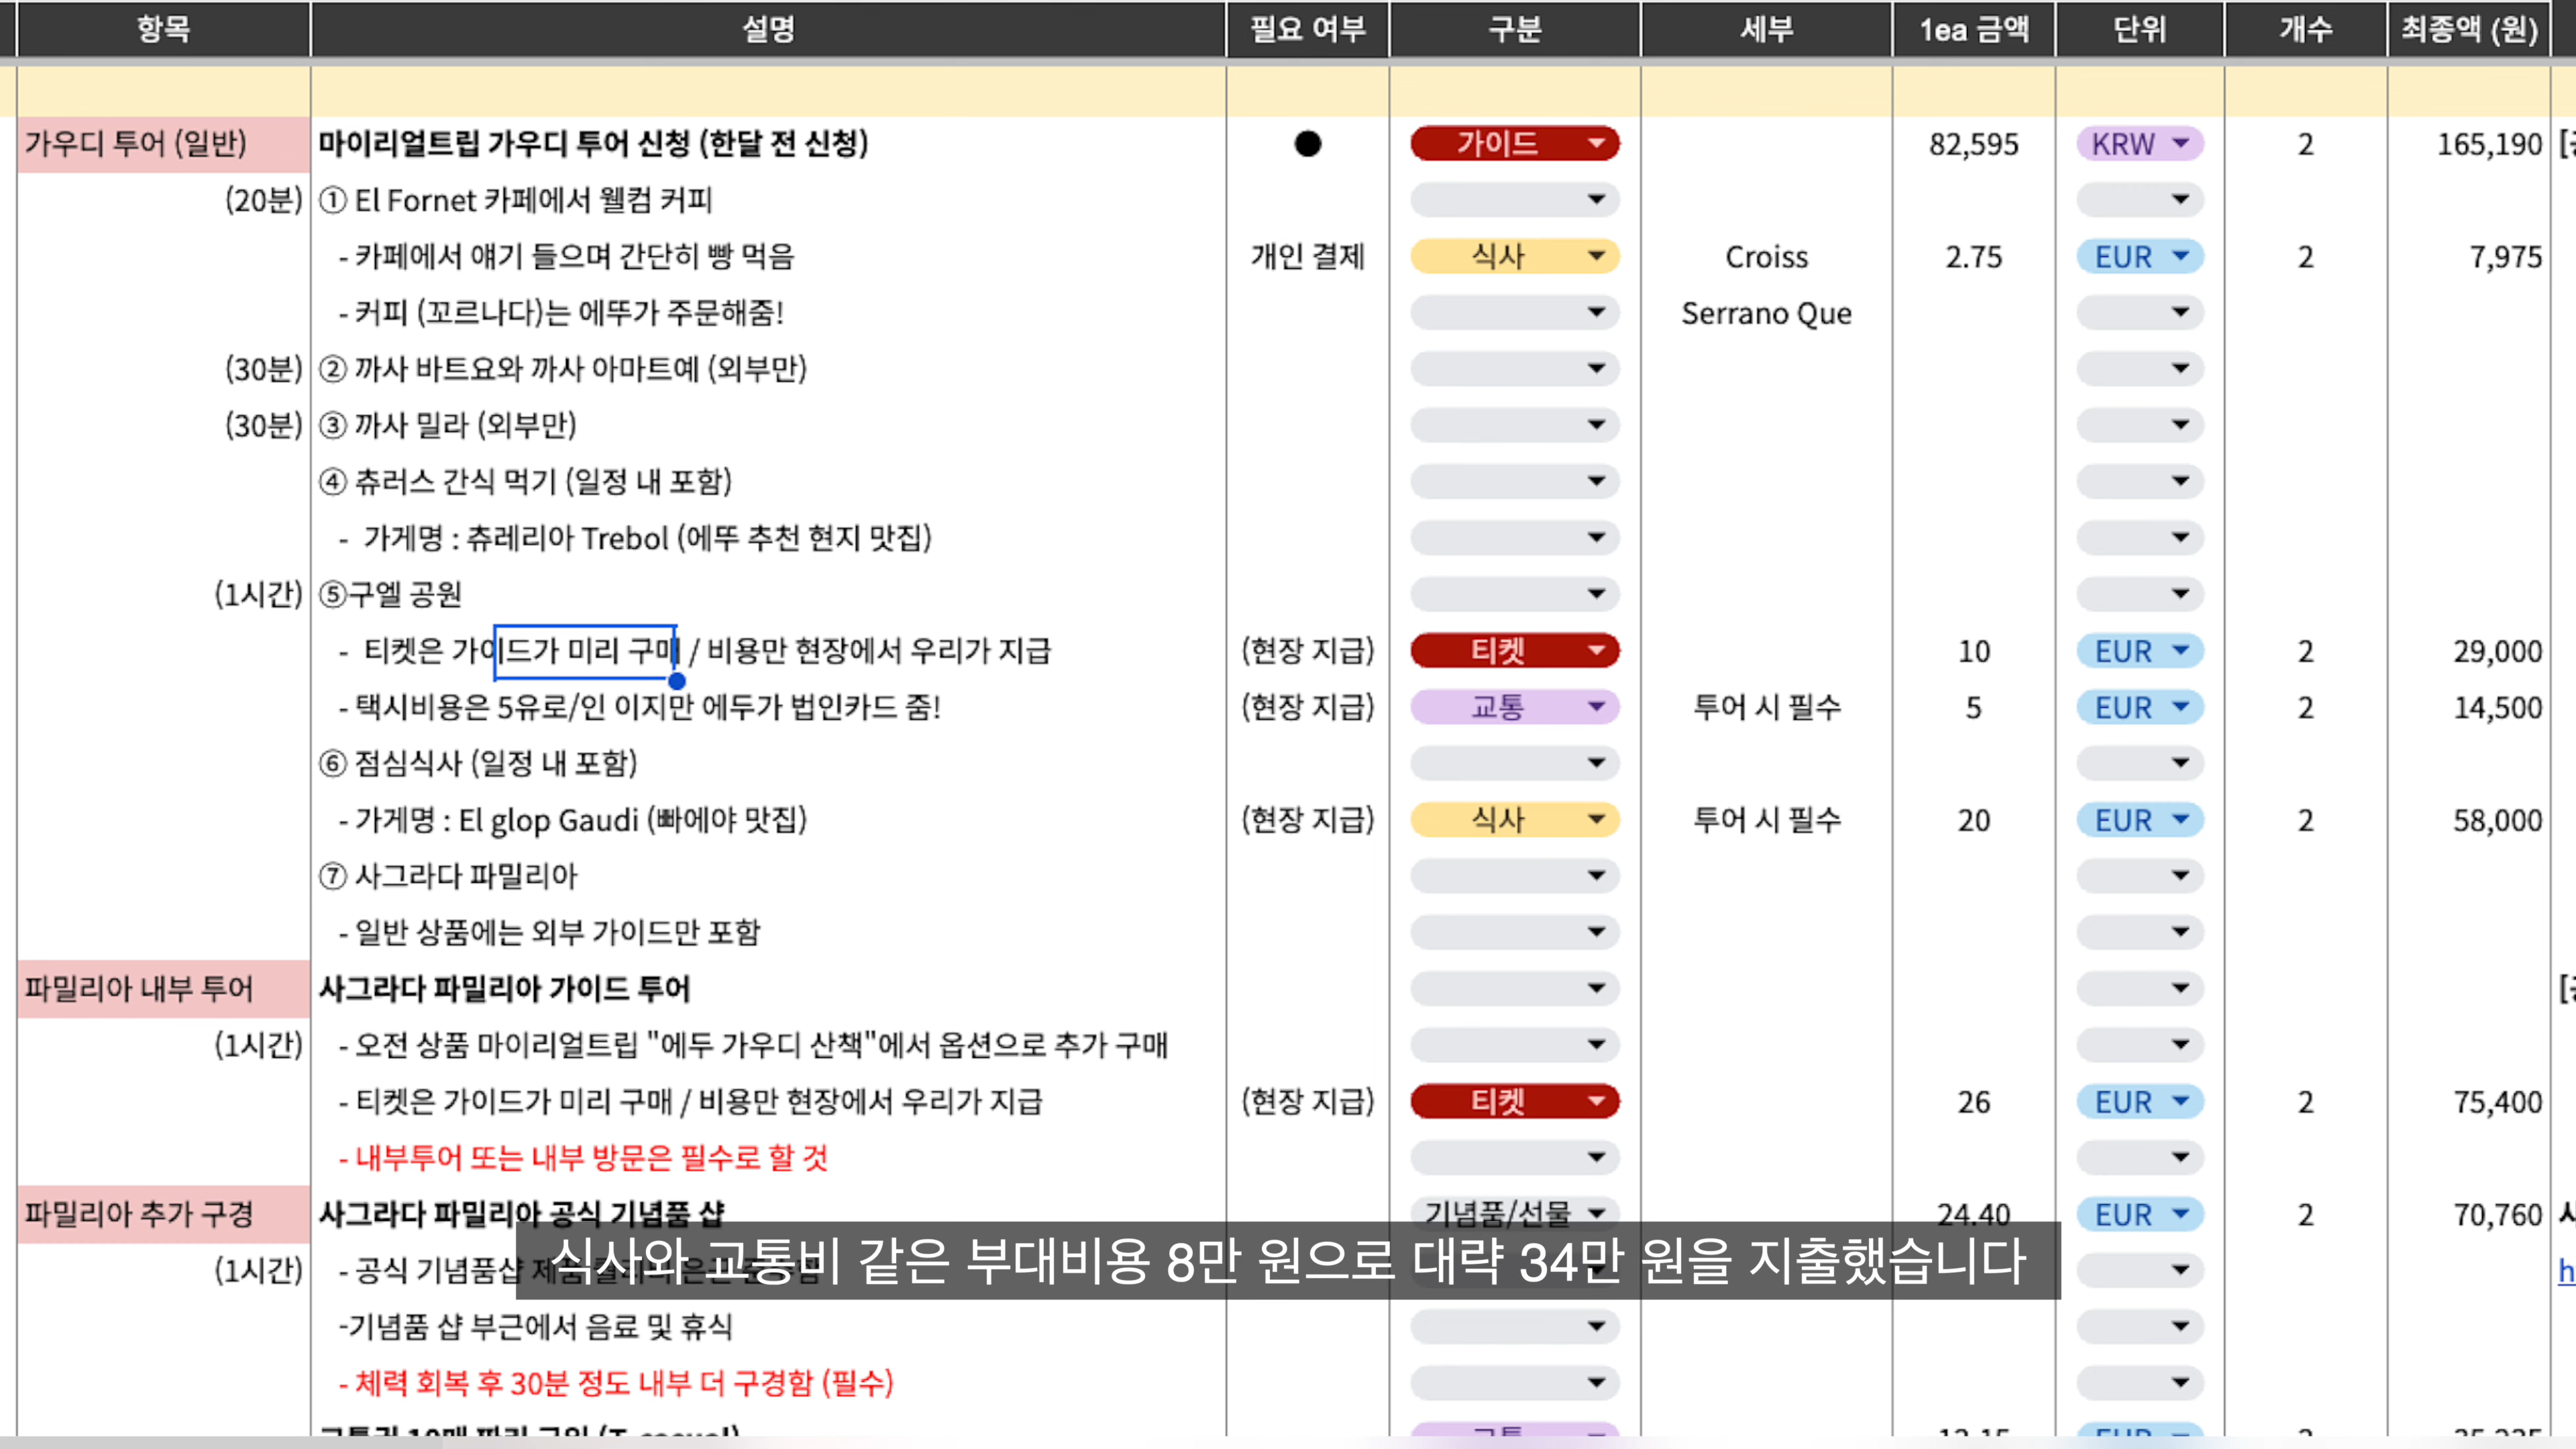 항목 설명 필요 여부 구분 세부 1ea 금액 단위 개수 최종액 (원)
가우디 투어 (일반) 마이리얼트립 가우디 투어 신청 (한달 전 신청) ● 가이드 82,595 KRW 2 165,190
(20분) ① El Fornet 카페에서 웰컴 커피
- 카페에서 얘기 들으며 간단히 빵 먹음 개인 결제 식사 Croiss 2.75 EUR 2 7,975
- 커피 (꼬르나다)는 에뚜가 주문해줌! Serrano Que
(30분) ② 까사 바트요와 까사 아마트예 (외부만)
(30분) ③ 까사 밀라 (외부만)
④ 츄러스 간식 먹기 (일정 내 포함)
- 가게명 : 츄레리아 Trebol (에뚜 추천 현지 맛집)
(1시간) ⑤구엘 공원
- 티켓은 가이드가 미리 구매 / 비용만 현장에서 우리가 지급 (현장 지급) 티켓 10 EUR 2 29,000
- 택시비용은 5유로/인 이지만 에두가 법인카드 줌! (현장 지급) 교통 투어 시 필수 5 EUR 2 14,500
⑥ 점심식사 (일정 내 포함)
- 가게명 : El glop Gaudi (빠에야 맛집) (현장 지급) 식사 투어 시 필수 20 EUR 2 58,000
⑦ 사그라다 파밀리아
- 일반 상품에는 외부 가이드만 포함
파밀리아 내부 투어 사그라다 파밀리아 가이드 투어
(1시간) - 오전 상품 마이리얼트립 "에두 가우디 산책"에서 옵션으로 추가 구매
- 티켓은 가이드가 미리 구매 / 비용만 현장에서 우리가 지급 (현장 지급) 티켓 26 EUR 2 75,400
- 내부투어 또는 내부 방문은 필수로 할 것
파밀리아 추가 구경 사그라다 파밀리아 공식 기념품 샵 기념품/선물 24.40 EUR 2 70,760
식사와 교통비 같은 부대비용 8만 원으로 대략 34만 원을 지출했습니다
(1시간) - 공식 기념품샵
-기념품 샵 부근에서 음료 및 휴식
- 체력 회복 후 30분 정도 내부 더 구경함 (필수)